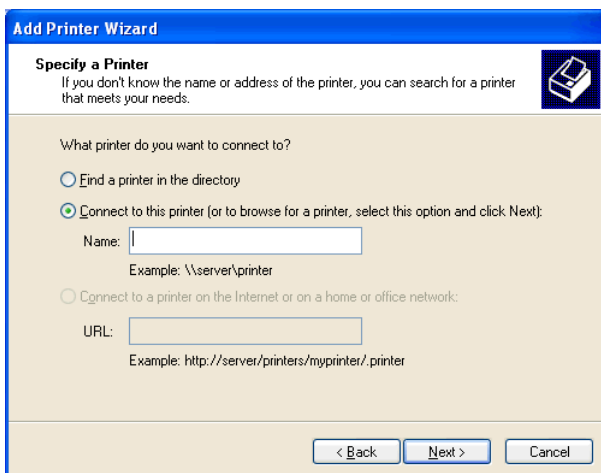 Add Printer Wizard
Specify a Printer
If you don't know the name or address of the printer, you can search for a printer
that meets your needs.
What printer do you want to connect to?
Find a printer in the directory
Connect to this printer (or to browse for a printer, select this option and click Next):
Name:
Example: \\server\printer
Connect to a printer on the Internet or on a home or office network:
URL:
Example: http://server/printers/myprinter/.printer
< Back Next > Cancel